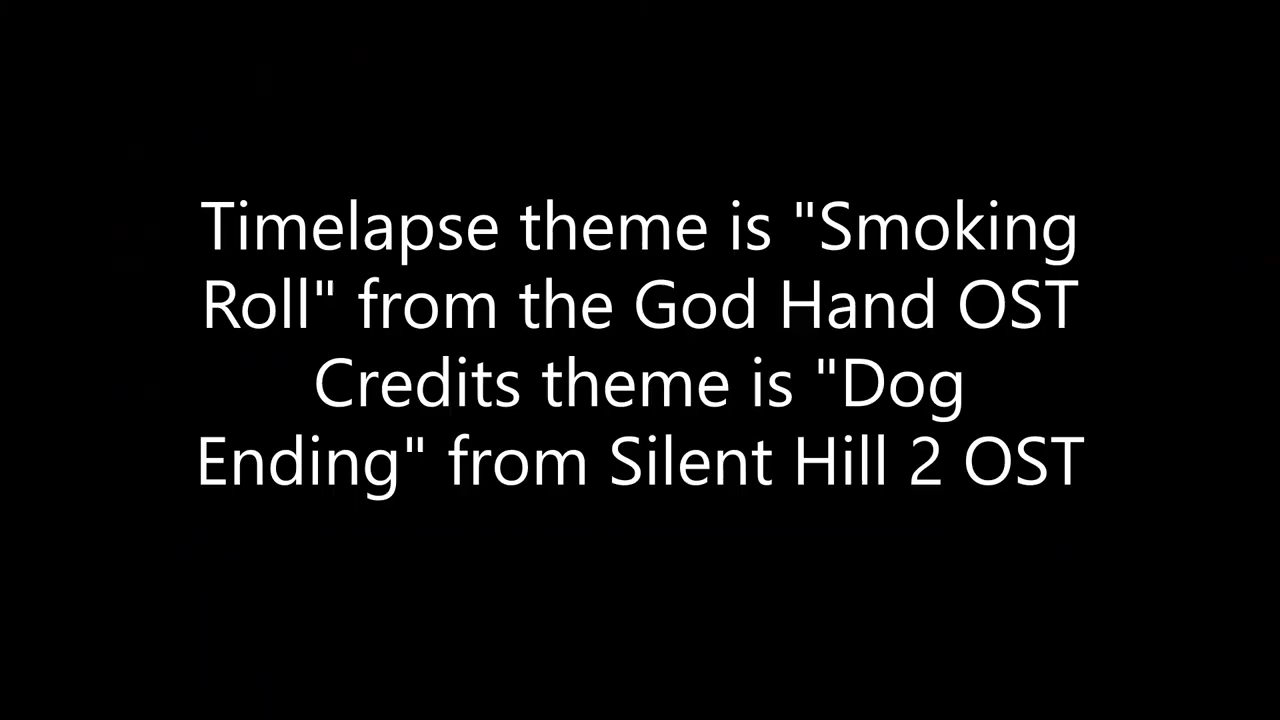 Timelapse theme is "Smoking
Roll" from the God Hand OST
Credits theme is "Dog
Ending" from Silent Hill 2 OST